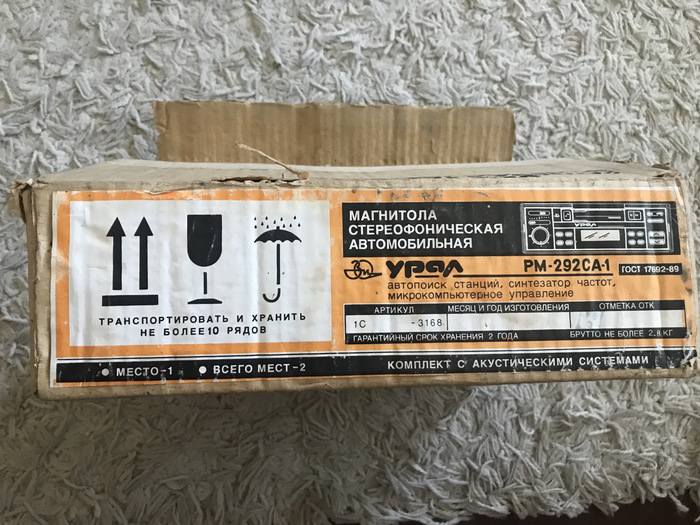 ТРАНСПОРТИРОВАТЬ И ХРАНИТЬ
НЕ БОЛЕЕ 10 РЯДОВ
МЕСТО-1
ВСЕГО МЕСТ-2
МАГНИТОЛА
СТЕРЕОФОНИЧЕСКАЯ
АВТОМОБИЛЬНАЯ
УРАЛ
УРАЛ РМ-292СА-1 ГОСТ 17692-89
автопоиск станций, синтезатор частот,
микрокомпьютерное управление
АРТИКУЛ МЕСЯЦ И ГОД ИЗГОТОВЛЕНИЯ ОТМЕТКА ОТК
1С -3168
ГАРАНТИЙНЫЙ СРОК ХРАНЕНИЯ 2 ГОДА БРУТТО НЕ БОЛЕЕ 2,8 КГ
КОМПЛЕКТ С АКУСТИЧЕСКИМИ СИСТЕМАМИ